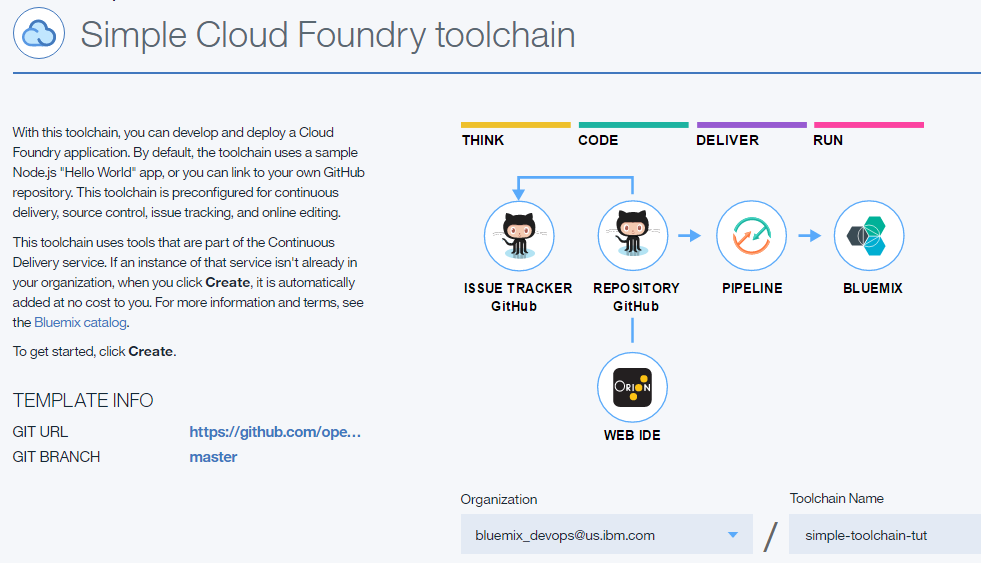 Simple Cloud Foundry toolchain
With this toolchain, you can develop and deploy a Cloud
Foundry application. By default, the toolchain uses a sample
Node.js "Hello World" app, or you can link to your own GitHub
repository. This toolchain is preconfigured for continuous
delivery, source control, issue tracking, and online editing.
This toolchain uses tools that are part of the Continuous
Delivery service. If an instance of that service isn't already in
your organization, when you click Create, it is automatically
added at no cost to you. For more information and terms, see
the Bluemix catalog.
To get started, click Create.
TEMPLATE INFO
GIT URL https://github.com/ope...
GIT BRANCH master
THINK CODE DELIVER RUN
ISSUE TRACKER REPOSITORY PIPELINE BLUEMIX
GitHub GitHub
ORION
WEB IDE
Organization Toolchain Name
bluemix_devops@us.ibm.com / simple-toolchain-tut